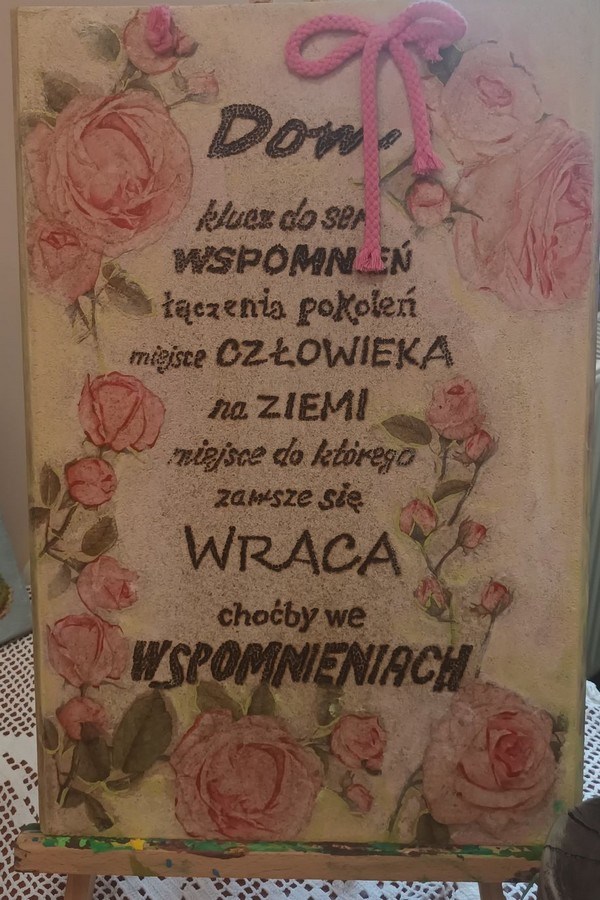 Dom
klucz do ser
WSPOMNIEŃ
łączenia pokoleń
miejsce CZŁOWIEKA
na ZIEMI
miejsce do którego
zawsze się
WRACA
choćby we
WSPOMNIENIACH